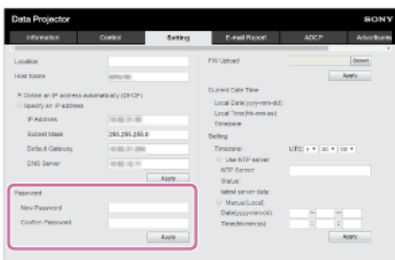 Data Projector
SONY
Information
Control
Setting
E-mail Report
ADCP
Advertisement
Location
Host Name
Obtain an IP address automatically (DHCP)
Specify an IP address
IP Address
Subnet Mask
255.255.255.0
Default Gateway
DNS Server
Apply
Password
New Password
Confirm Password
Apply
FW Upload
Select
Apply
Current Date Time
Local Date(yyyy-mm-dd):
Local Time(hh-mm-ss):
Timezone
Setting
Timezone:
UTC
Use NTP server
NTP Server
Status:
latest server data:
Manual(Local)
Date(yyyy-mm-dd):
Time(hh:mm:ss):
Apply